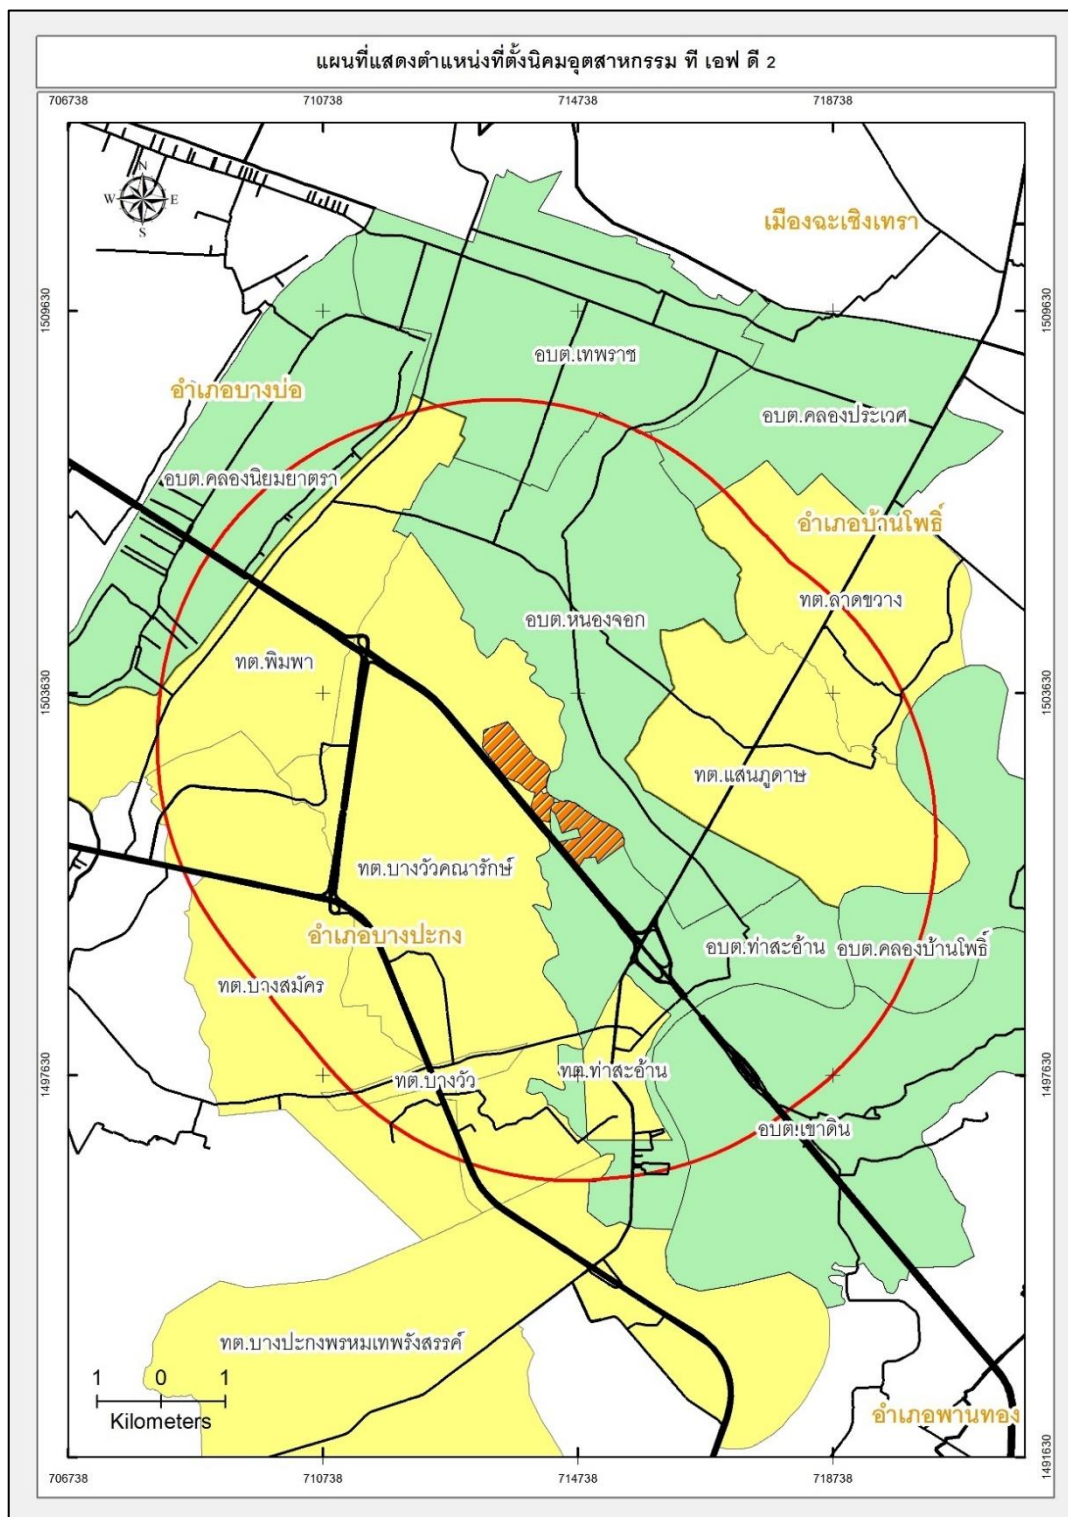 แผนที่แสดงตำแหน่งที่ตั้งนิคมอุตสาหกรรม ที เอฟ ดี 2
706738 710738 714738 718738
N
W E
S
เมืองฉะเชิงเทรา
1509630 1509630
อบต.เทพราช
อำเภอบางบ่อ
อบต.คลองประเวศ
อบต.คลองนิยมยาตรา
อำเภอบ้านโพธิ์
ทต.ลาดขวาง
อบต.หนองจอก
ทต.พิมพา
1503630 1503630
ทต.แสนภูดาษ
ทต.บางวัวคณารักษ์
อำเภอบางปะกง
อบต.ท่าสะอ้าน อบต.คลองบ้านโพธิ์
ทต.บางสมัคร
1497630 1497630
ทต.บางวัว ทต.ท่าสะอ้าน
อบต.เขาดิน
ทต.บางปะกงพรหมเทพรังสรรค์
1 0 1
Kilometers
อำเภอพานทอง
1491630
706738 710738 714738 718738